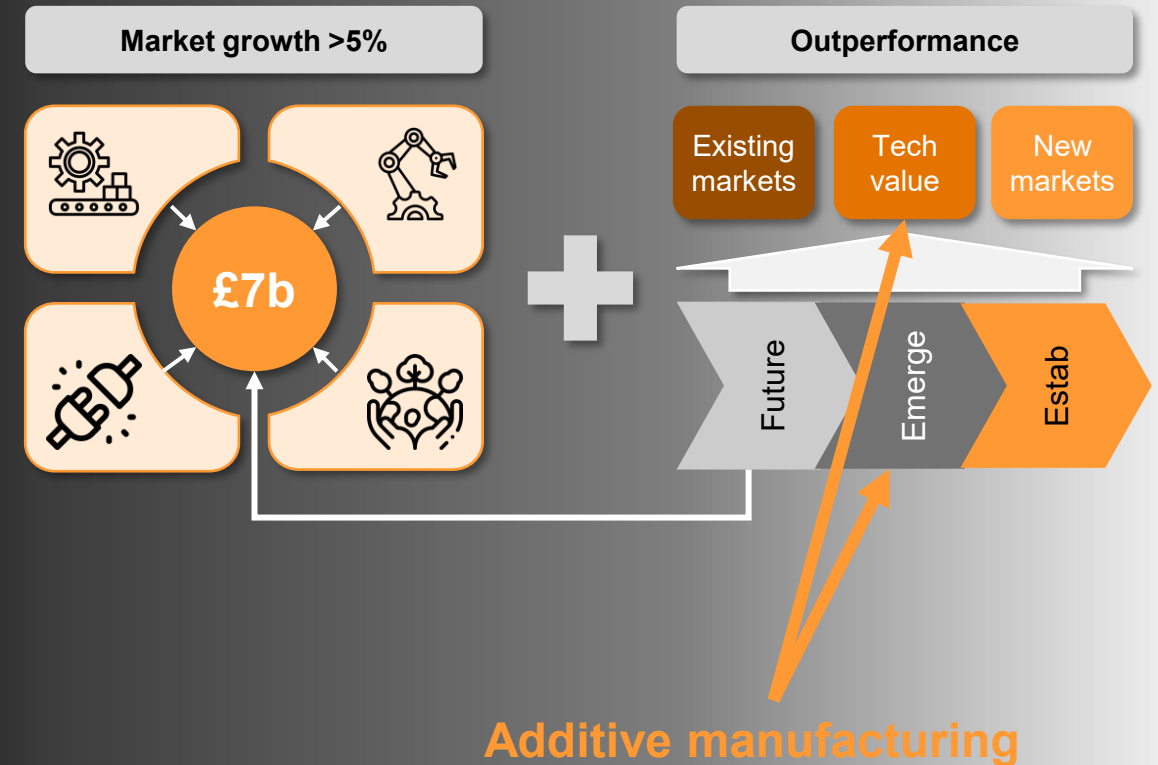 Market growth >5%
Outperformance
Existing
markets
Tech
value
New
markets
£7b
Future
Emerge
Estab
Additive manufacturing